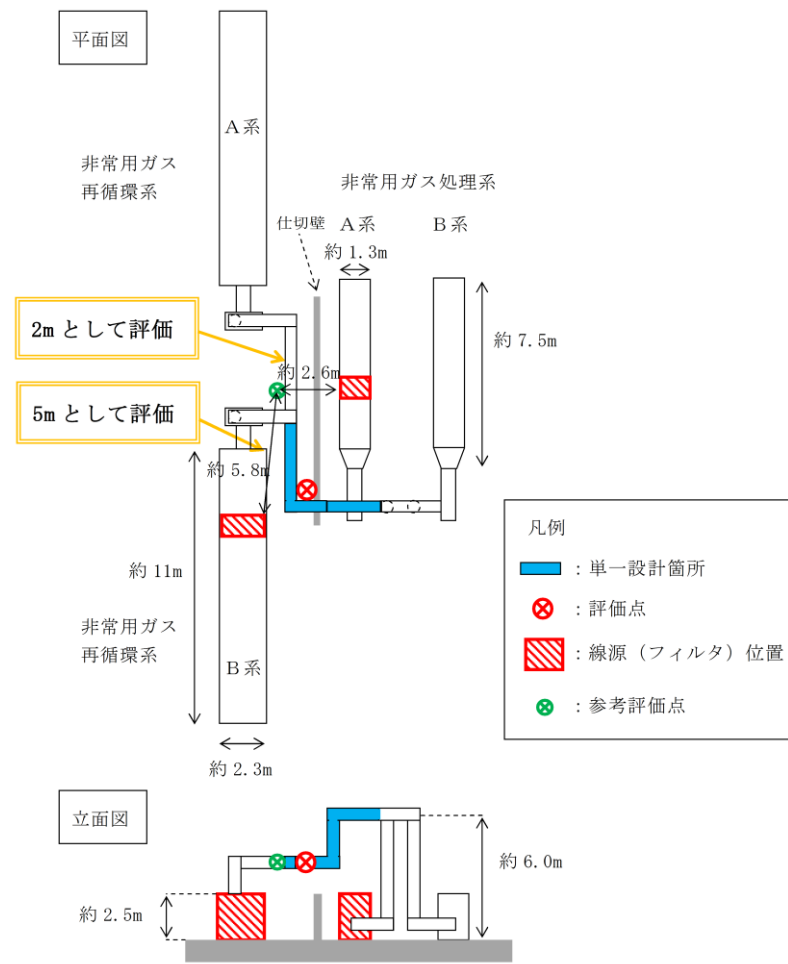 平面図
A系
非常用ガス
再循環系
非常用ガス処理系
仕切壁
A系
B系
約 1.3m
2m として評価
約 2.6m
約 7.5m
5m として評価
約 5.8m
約 11m
非常用ガス
再循環系
B系
約 2.3m
凡例
：単一設計箇所
：評価点
：線源（フィルタ）位置
：参考評価点
立面図
約 2.5m
約 6.0m